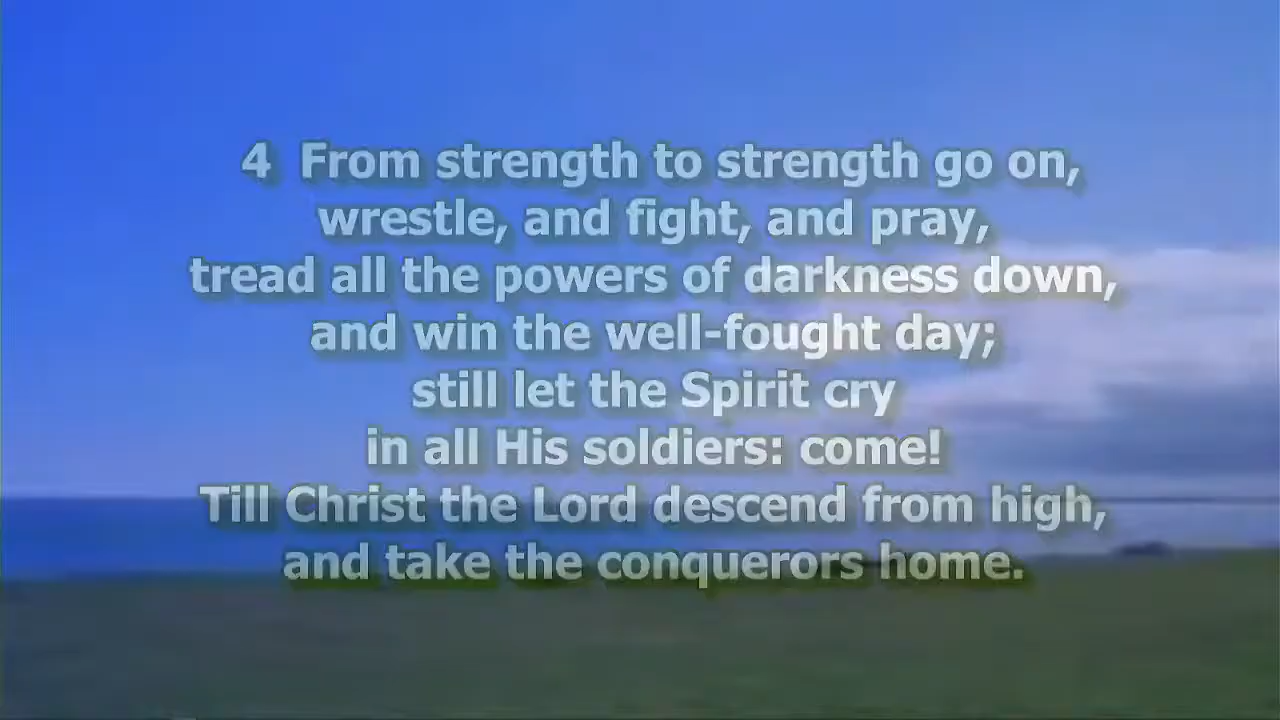 4 From strength to strength go on,
wrestle, and fight, and pray,
tread all the powers of darkness down,
and win the well-fought day;
still let the Spirit cry
in all His soldiers: come!
Till Christ the Lord descend from high,
and take the conquerors home.